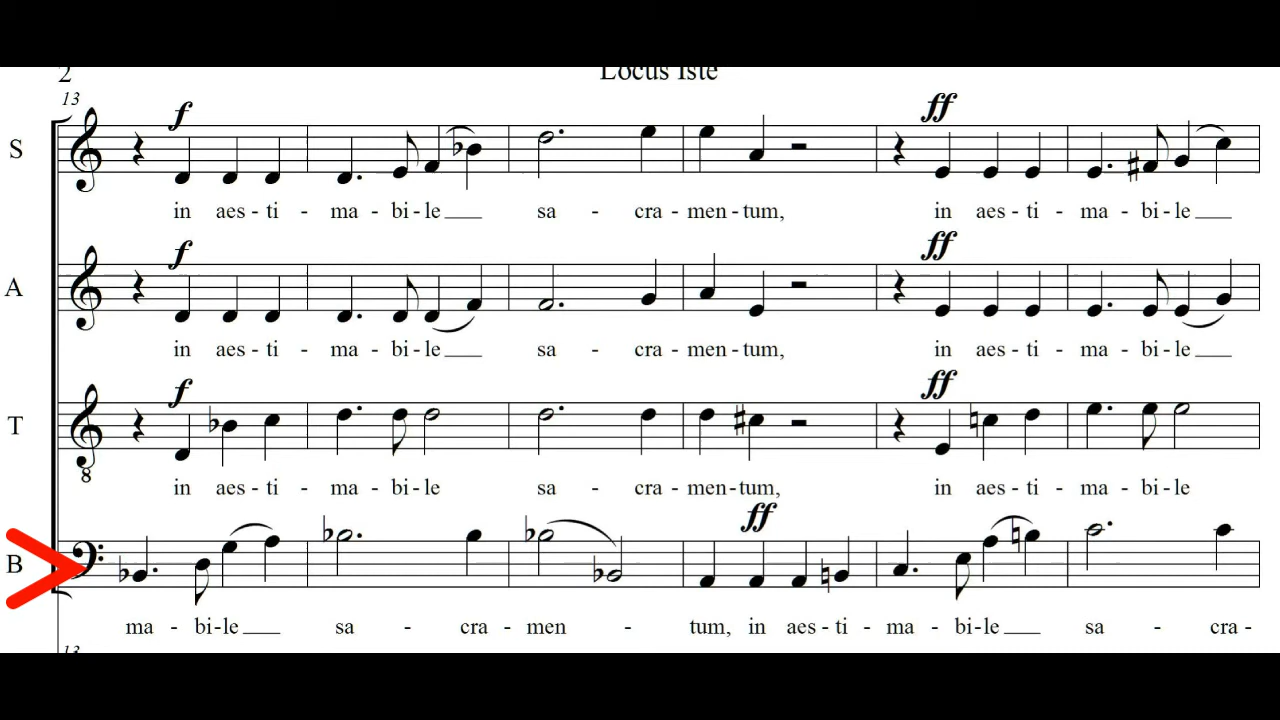 2 Locus Iste
13
f ff
S
in aes - ti - ma - bi - le sa - cra - men - tum, in aes - ti - ma - bi - le
f ff
A
in aes - ti - ma - bi - le sa - cra - men - tum, in aes - ti - ma - bi - le
f ff
T
8
in aes - ti - ma - bi - le sa - cra - men - tum, in aes - ti - ma - bi - le
ff
B
ma - bi - le sa - cra - men - tum, in aes - ti - ma - bi - le sa - cra -
13